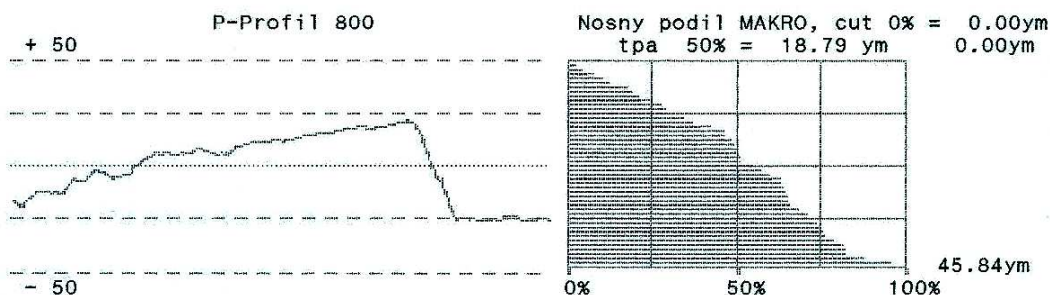 P-Profil 800
+ 50
- 50
Nosny podil MAKRO, cut 0% = 0.00ym
tpa 50% = 18.79 ym 0.00ym
45.84ym
0% 50% 100%